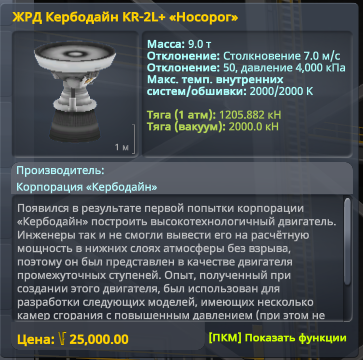 ЖРД Кербодайн KR-2L+ «Носорог»
Масса: 9.0 т
Отклонение: Столкновение 7.0 м/с
Отклонение: 50, давление 4,000 кПа
Макс. темп. внутренних
систем/обшивки: 2000/2000 К
Тяга (1 атм): 1205.882 кН
Тяга (вакуум): 2000.0 кН
1 м
Производитель:
Корпорация «Кербодайн»
Появился в результате первой попытки корпорации
«Кербодайн» построить высокотехнологичный двигатель.
Инженеры так и не смогли вывести его на расчётную
мощность в нижних слоях атмосферы без взрыва,
поэтому он был представлен в качестве двигателя
промежуточных ступеней. Опыт, полученный при
создании этого двигателя, был использован для
разработки следующих моделей, имеющих несколько
камер сгорания с повышенным давлением (при этом не
Цена: 25,000.00
[ПКМ] Показать функции